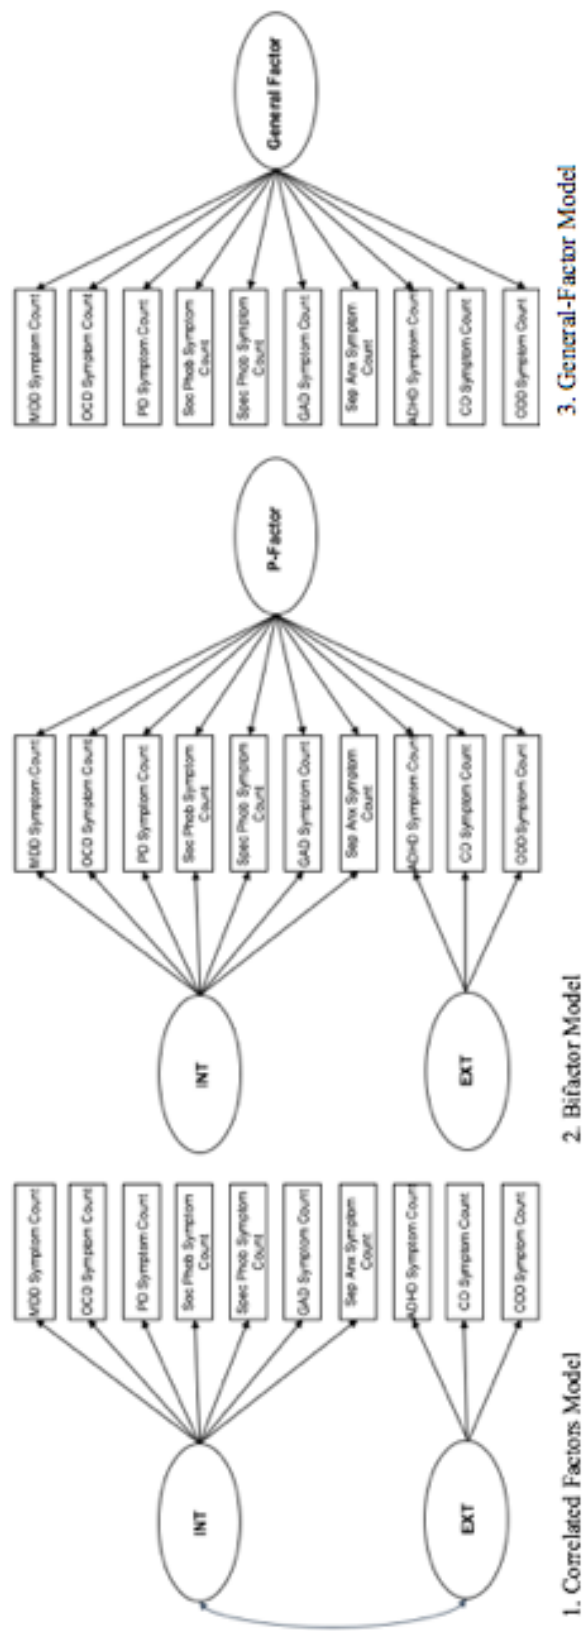 INT
EXT
MDD Symptom Count
OCD Symptom Count
PD Symptom Count
Soc Phob Symptom
Count
Spec Phob Symptom
Count
GAD Symptom Count
Sep Anx Symptom
Count
ADHD Symptom Count
CD Symptom Count
ODD Symptom Count
1. Correlated Factors Model
INT
EXT
MDD Symptom Count
OCD Symptom Count
PD Symptom Count
Soc Phob Symptom
Count
Spec Phob Symptom
Count
GAD Symptom Count
Sep Anx Symptom
Count
ADHD Symptom Count
CD Symptom Count
ODD Symptom Count
P-Factor
2. Bifactor Model
MDD Symptom Count
OCD Symptom Count
PD Symptom Count
Soc Phob Symptom
Count
Spec Phob Symptom
Count
GAD Symptom Count
Sep Anx Symptom
Count
ADHD Symptom Count
CD Symptom Count
ODD Symptom Count
General Factor
3. General-Factor Model